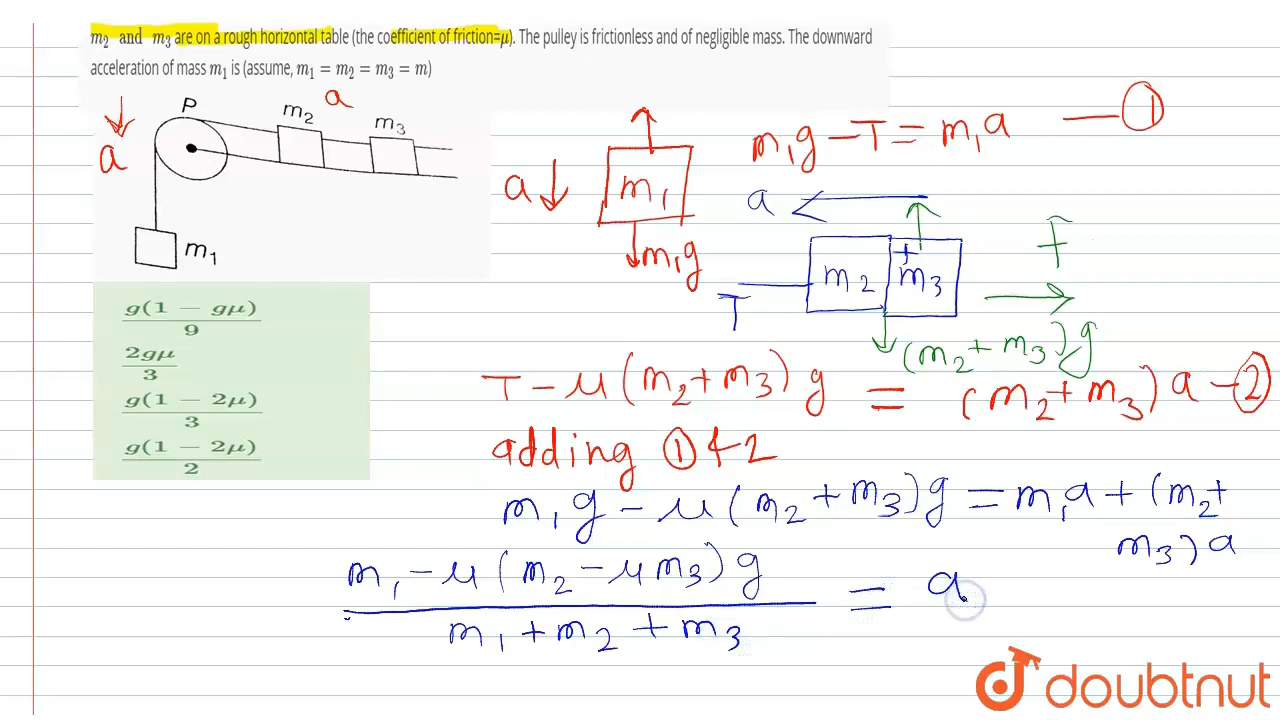 m₂ and m₃ are on a rough horizontal table (the coefficient of friction=μ). The pulley is frictionless and of negligible mass. The downward
acceleration of mass m₁ is (assume, m₁ = m₂ = m₃ = m)
a
P
m₂
a
m₃
m₁
g(1 − gμ)
9
2gμ
3
g(1 − 2μ)
3
g(1 − 2μ)
2
m₁g − T = m₁a — ①
a
m₁
m₁g
a
T
m₂ + m₃
f
(m₂ + m₃)g
T − μ(m₂ + m₃)g = (m₂ + m₃)a − ②
adding ① & 2
m₁g − μ(m₂ + m₃)g = m₁a + (m₂ +
m₃)a
m₁ − μ(m₂ − μm₃)g = a
m₁ + m₂ + m₃
doubtnut